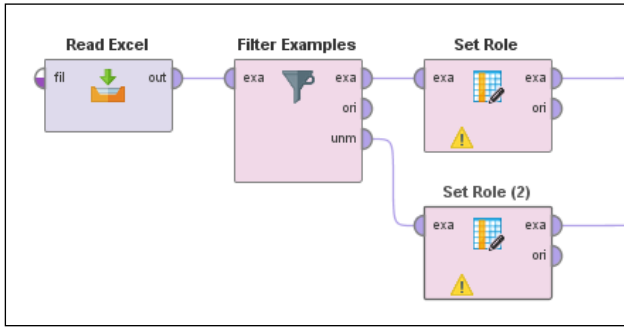 Read Excel
fil
out
Filter Examples
exa
exa
ori
unm
Set Role
exa
exa
ori
Set Role (2)
exa
exa
ori